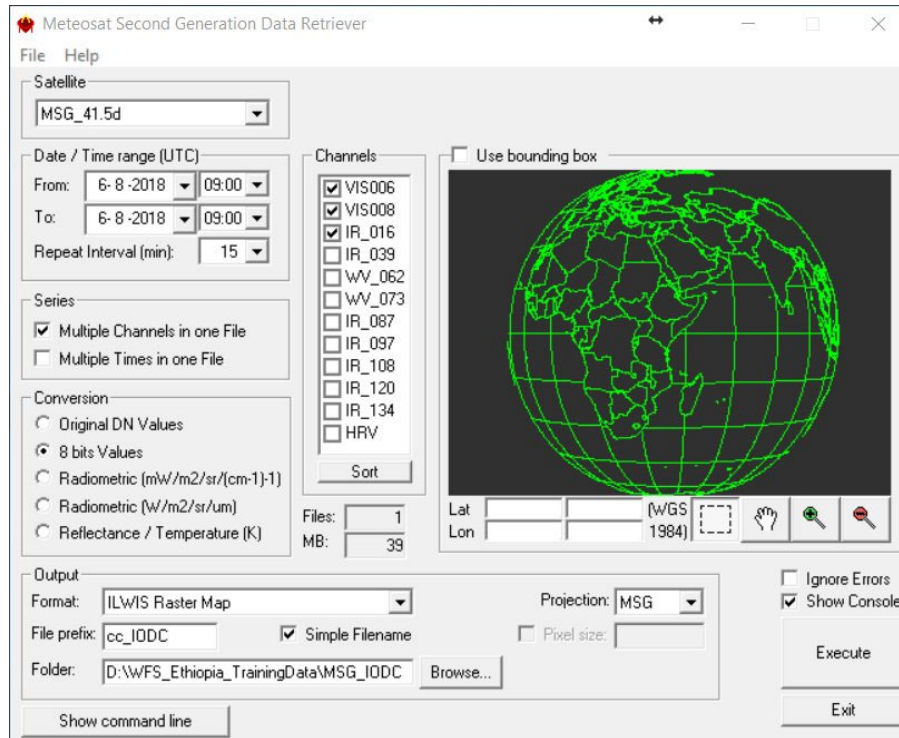 Meteosat Second Generation Data Retriever
File Help
Satellite
MSG_41.5d
Date / Time range (UTC)
From: 6- 8 -2018 09:00
To: 6- 8 -2018 09:00
Repeat Interval (min): 15
Series
Multiple Channels in one File
Multiple Times in one File
Conversion
Original DN Values
8 bits Values
Radiometric (mW/m2/sr/(cm-1)-1)
Radiometric (W/m2/sr/um)
Reflectance / Temperature (K)
Channels
VIS006
VIS008
IR_016
IR_039
WV_062
WV_073
IR_087
IR_097
IR_108
IR_120
IR_134
HRV
Sort
Files: 1
MB: 39
Use bounding box
Lat (WGS
Lon 1984)
Output
Format: ILWIS Raster Map Projection: MSG
File prefix: cc_IODC Simple Filename Pixel size:
Folder: D:\WFS_Ethiopia_TrainingData\MSG_IODC Browse...
Ignore Errors
Show Console
Execute
Exit
Show command line